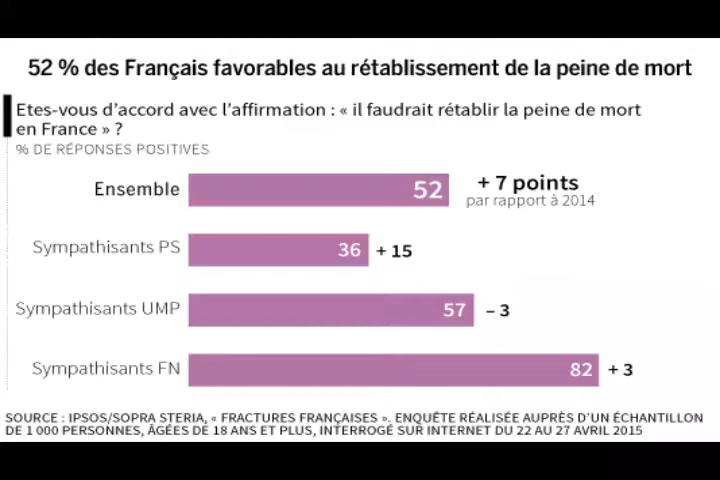 52 % des Français favorables au rétablissement de la peine de mort
Etes-vous d'accord avec l'affirmation : « il faudrait rétablir la peine de mort
en France » ?
% DE RÉPONSES POSITIVES
Ensemble 52 + 7 points
par rapport à 2014
Sympathisants PS 36 + 15
Sympathisants UMP 57 – 3
Sympathisants FN 82 + 3
SOURCE : IPSOS/SOPRA STERIA, « FRACTURES FRANÇAISES ». ENQUÊTE RÉALISÉE AUPRÈS D'UN ÉCHANTILLON
DE 1 000 PERSONNES, ÂGÉES DE 18 ANS ET PLUS, INTERROGÉ SUR INTERNET DU 22 AU 27 AVRIL 2015